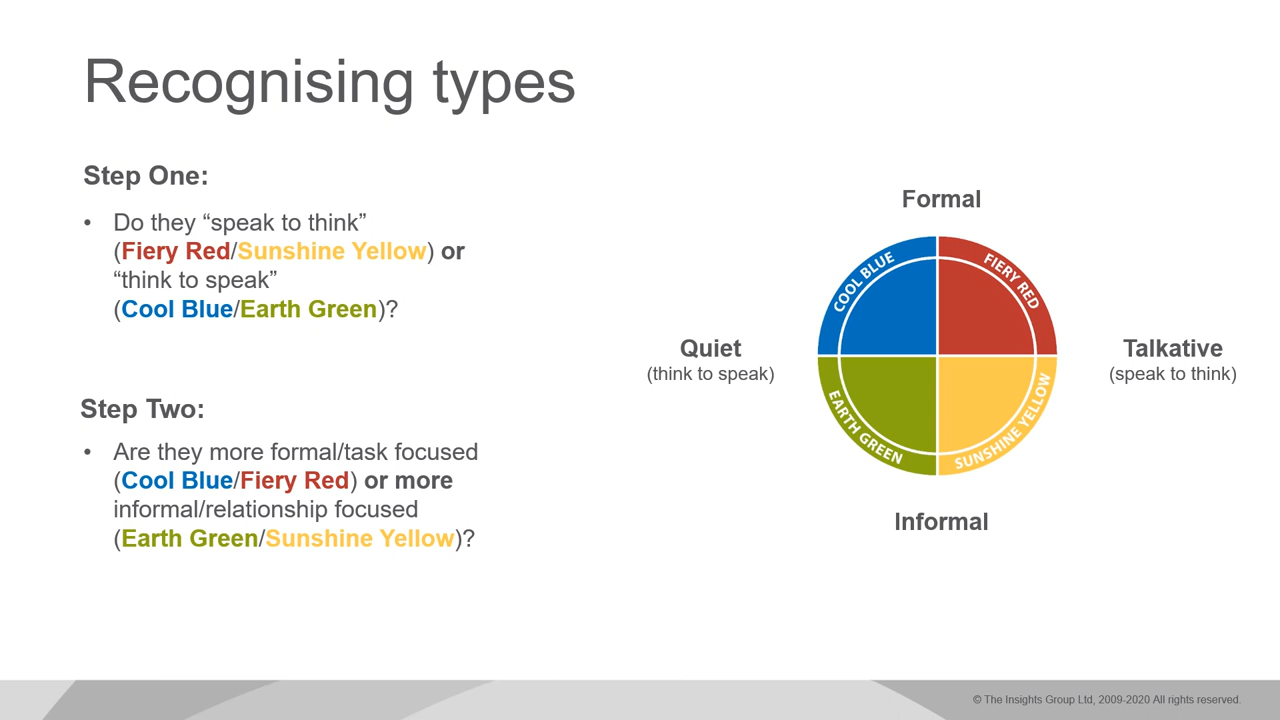 Recognising types
Step One:
• Do they “speak to think”
(Fiery Red/Sunshine Yellow) or
“think to speak”
(Cool Blue/Earth Green)?
Step Two:
• Are they more formal/task focused
(Cool Blue/Fiery Red) or more
informal/relationship focused
(Earth Green/Sunshine Yellow)?
Formal
COOL BLUE
FIERY RED
Quiet
(think to speak)
Talkative
(speak to think)
EARTH GREEN
SUNSHINE YELLOW
Informal
© The Insights Group Ltd, 2009-2020 All rights reserved.